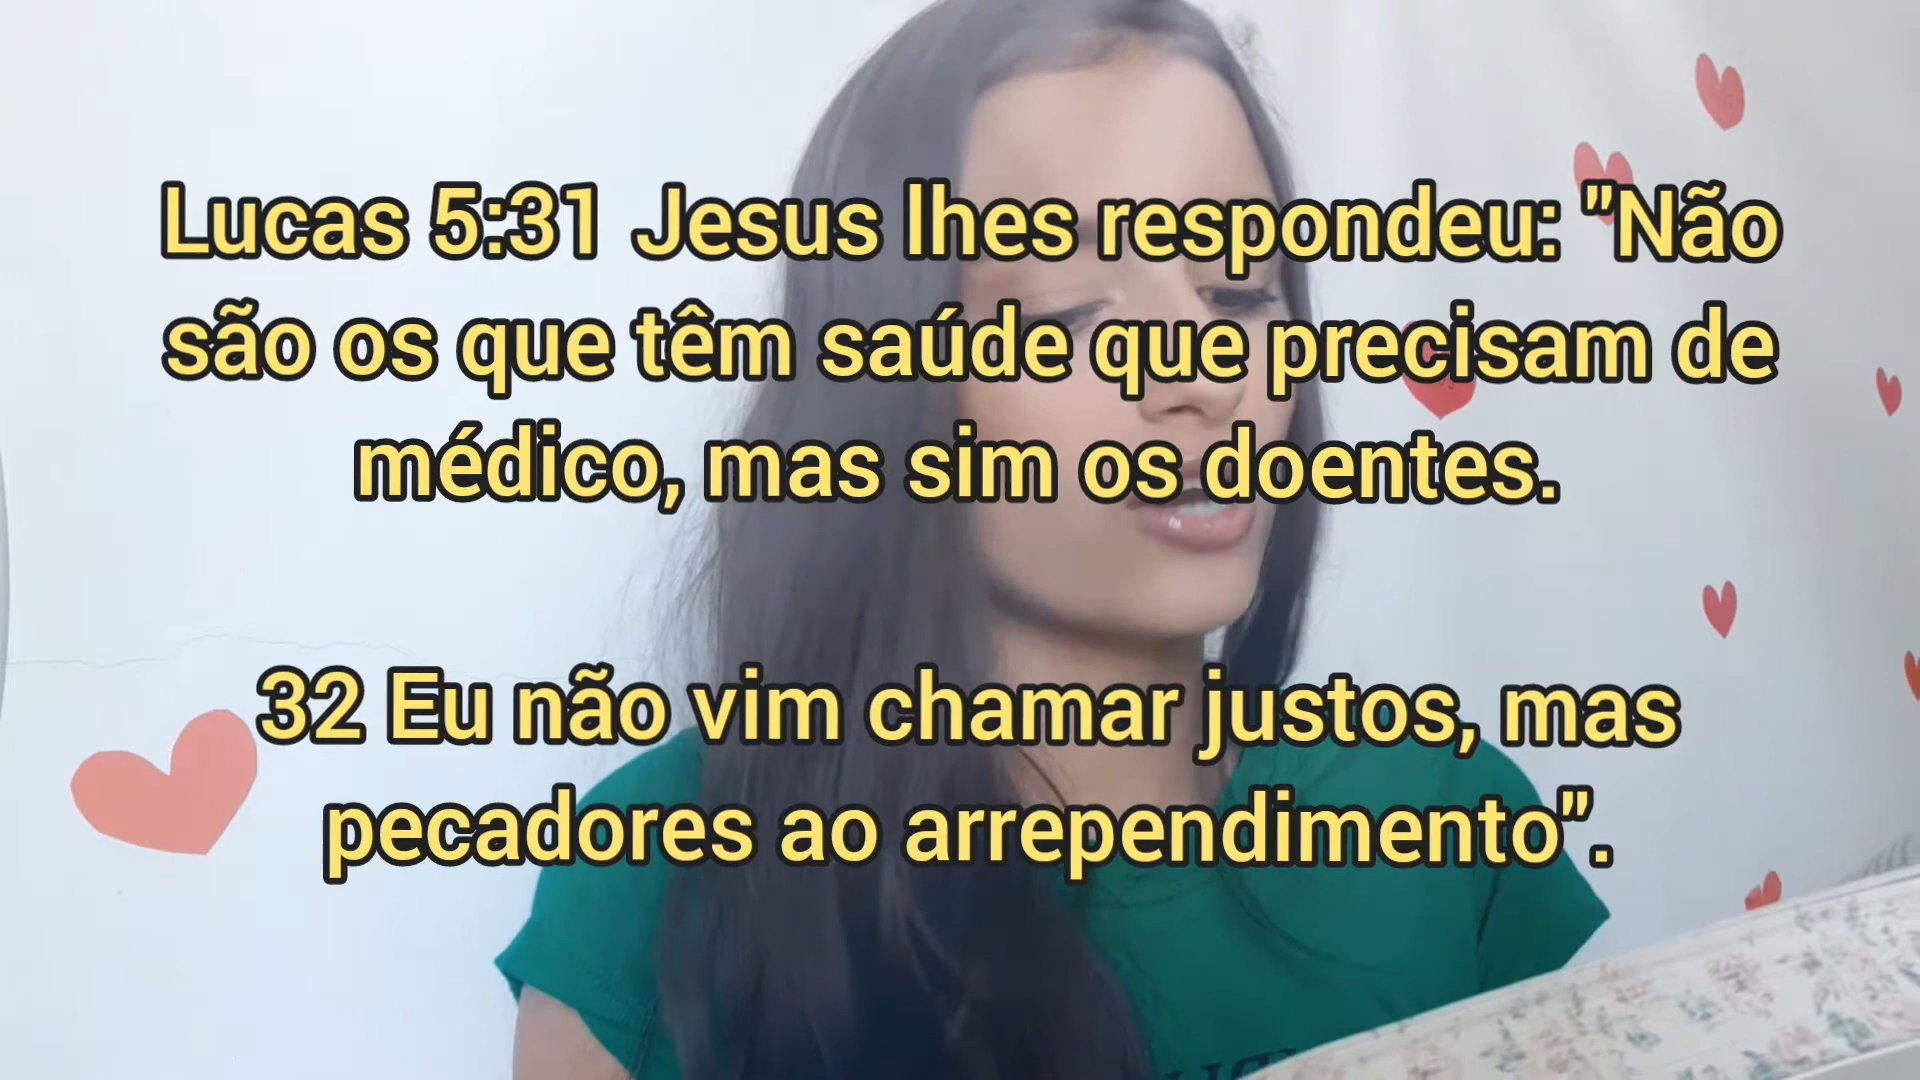 Lucas 5:31 Jesus lhes respondeu: "Não
são os que têm saúde que precisam de
médico, mas sim os doentes.
32 Eu não vim chamar justos, mas
pecadores ao arrependimento".